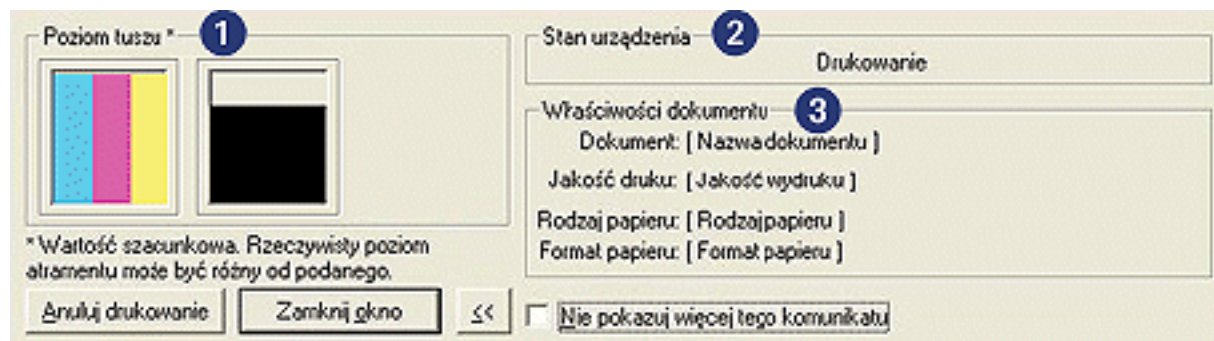 Poziom tuszu * 1
* Wartość szacunkowa. Rzeczywisty poziom
atramentu może być różny od podanego.
Anuluj drukowanie Zamknij okno <<
Stan urządzenia 2
Drukowanie
Właściwości dokumentu 3
Dokument: [ Nazwa dokumentu ]
Jakość druku: [ Jakość wydruku ]
Rodzaj papieru: [ Rodzaj papieru ]
Format papieru: [ Format papieru ]
Nie pokazuj więcej tego komunikatu